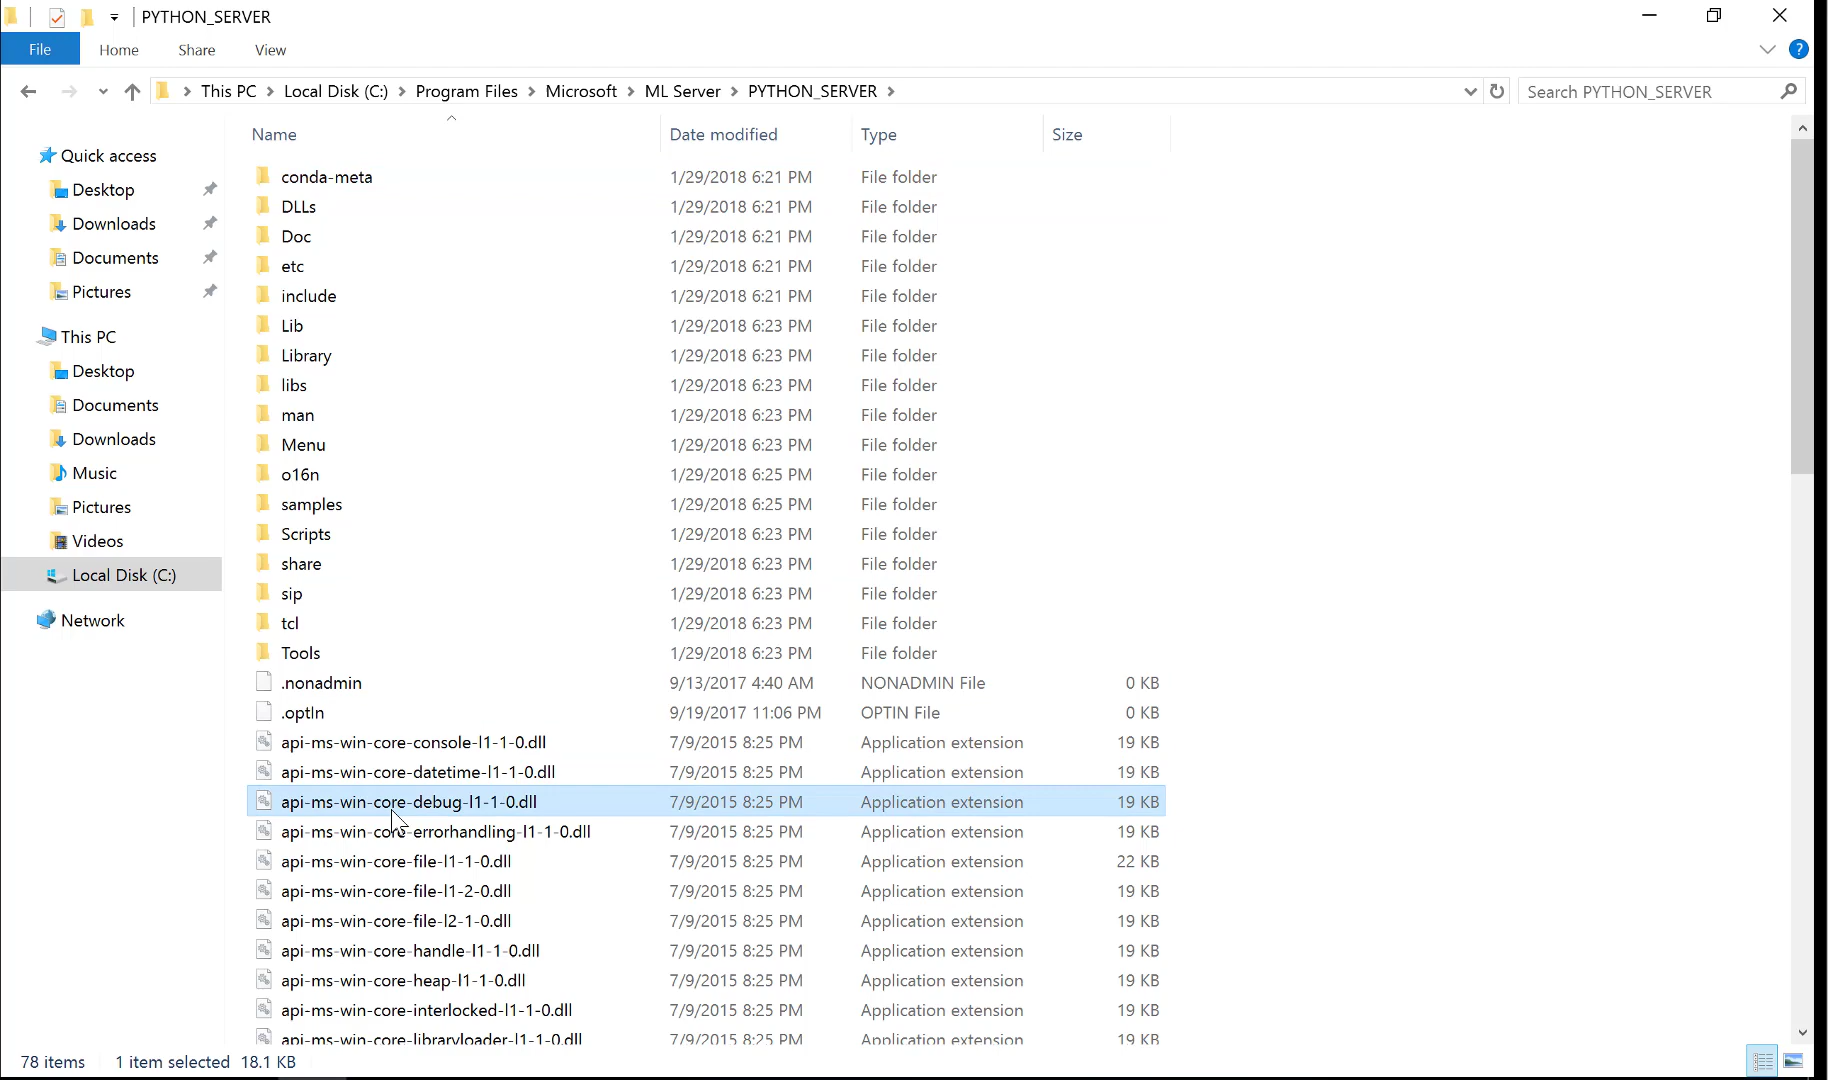 PYTHON_SERVER
File Home Share View
This PC Local Disk (C:) Program Files Microsoft ML Server PYTHON_SERVER Search PYTHON_SERVER
Quick access
Desktop
Downloads
Documents
Pictures
This PC
Desktop
Documents
Downloads
Music
Pictures
Videos
Local Disk (C:)
Network
Name Date modified Type Size
conda-meta 1/29/2018 6:21 PM File folder
DLLs 1/29/2018 6:21 PM File folder
Doc 1/29/2018 6:21 PM File folder
etc 1/29/2018 6:21 PM File folder
include 1/29/2018 6:21 PM File folder
Lib 1/29/2018 6:23 PM File folder
Library 1/29/2018 6:23 PM File folder
libs 1/29/2018 6:23 PM File folder
man 1/29/2018 6:23 PM File folder
Menu 1/29/2018 6:23 PM File folder
o16n 1/29/2018 6:25 PM File folder
samples 1/29/2018 6:25 PM File folder
Scripts 1/29/2018 6:23 PM File folder
share 1/29/2018 6:23 PM File folder
sip 1/29/2018 6:23 PM File folder
tcl 1/29/2018 6:23 PM File folder
Tools 1/29/2018 6:23 PM File folder
.nonadmin 9/13/2017 4:40 AM NONADMIN File 0 KB
.optIn 9/19/2017 11:06 PM OPTIN File 0 KB
api-ms-win-core-console-l1-1-0.dll 7/9/2015 8:25 PM Application extension 19 KB
api-ms-win-core-datetime-l1-1-0.dll 7/9/2015 8:25 PM Application extension 19 KB
api-ms-win-core-debug-l1-1-0.dll 7/9/2015 8:25 PM Application extension 19 KB
api-ms-win-core-errorhandling-l1-1-0.dll 7/9/2015 8:25 PM Application extension 19 KB
api-ms-win-core-file-l1-1-0.dll 7/9/2015 8:25 PM Application extension 22 KB
api-ms-win-core-file-l1-2-0.dll 7/9/2015 8:25 PM Application extension 19 KB
api-ms-win-core-file-l2-1-0.dll 7/9/2015 8:25 PM Application extension 19 KB
api-ms-win-core-handle-l1-1-0.dll 7/9/2015 8:25 PM Application extension 19 KB
api-ms-win-core-heap-l1-1-0.dll 7/9/2015 8:25 PM Application extension 19 KB
api-ms-win-core-interlocked-l1-1-0.dll 7/9/2015 8:25 PM Application extension 19 KB
api-ms-win-core-libraryloader-l1-1-0.dll 7/9/2015 8:25 PM Application extension 19 KB
78 items 1 item selected 18.1 KB